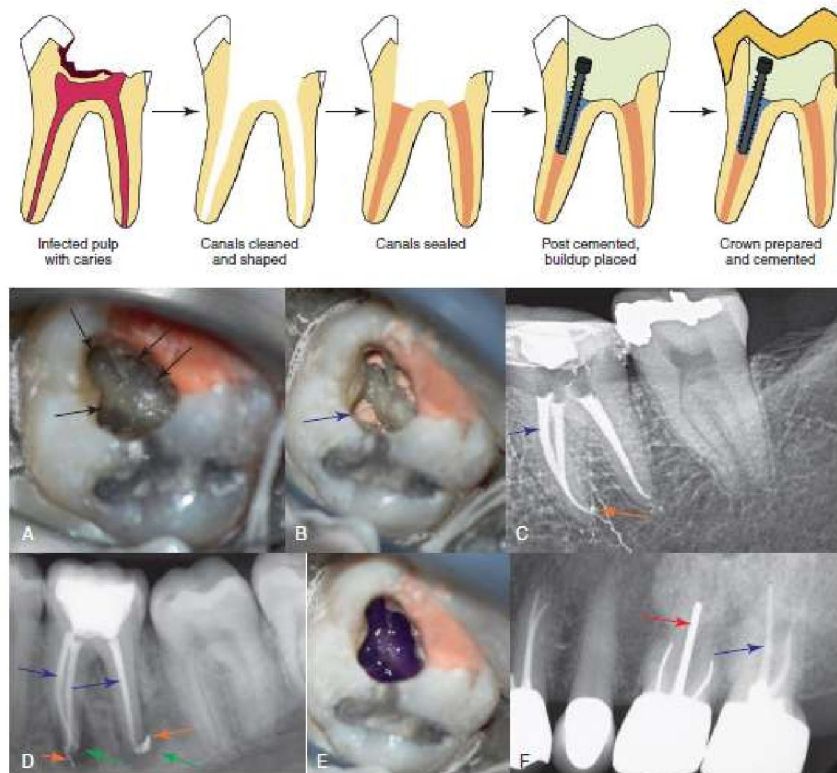 Infected pulp
with caries
Canals cleaned
and shaped
Canals sealed
Post cemented,
buildup placed
Crown prepared
and cemented
A
B
C
D
E
F